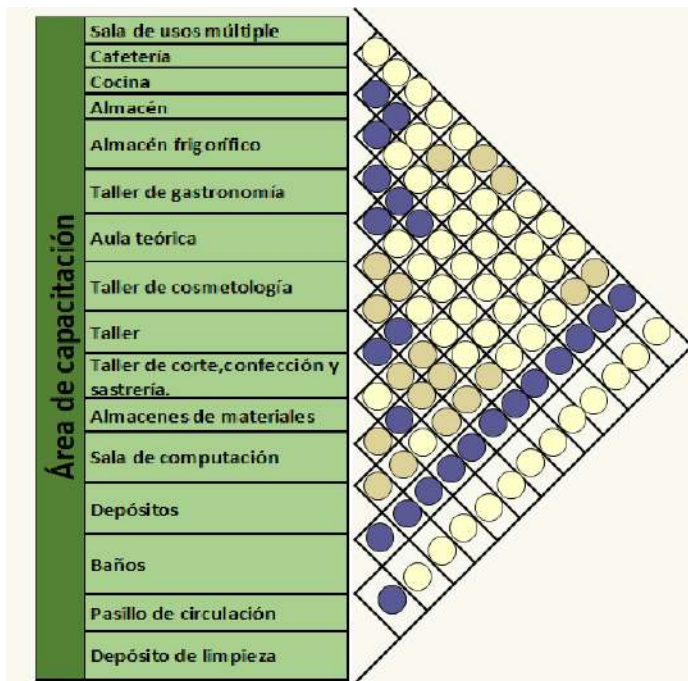 Área de capacitación
Sala de usos múltiple
Cafetería
Cocina
Almacén
Almacén frigorífico
Taller de gastronomía
Aula teórica
Taller de cosmetología
Taller
Taller de corte,confección y
sastrería.
Almacenes de materiales
Sala de computación
Depósitos
Baños
Pasillo de circulación
Depósito de limpieza